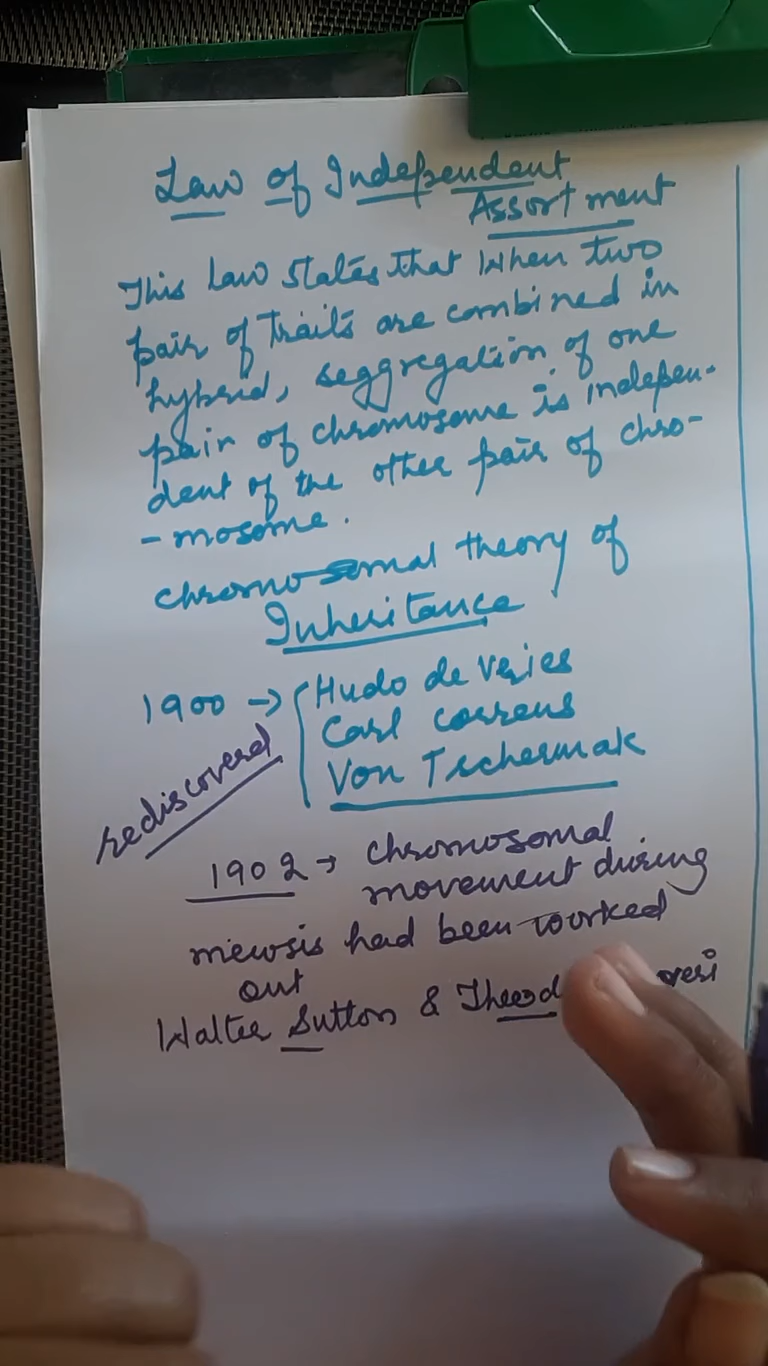 Law of Independent
Assortment
This Law states that When two
pair of traits are combined in
hybrid, seggregation of one
pair of chromosome is indepen-
dent of the other pair of chro-
-mosome.
chromosomal theory of
Inheritance
1900 → Hudo de Veries
Carl correns
Von Tschermak
rediscovered
1902 → chromosomal
movement during
miewsis had been worked
out
Walter Sutton &